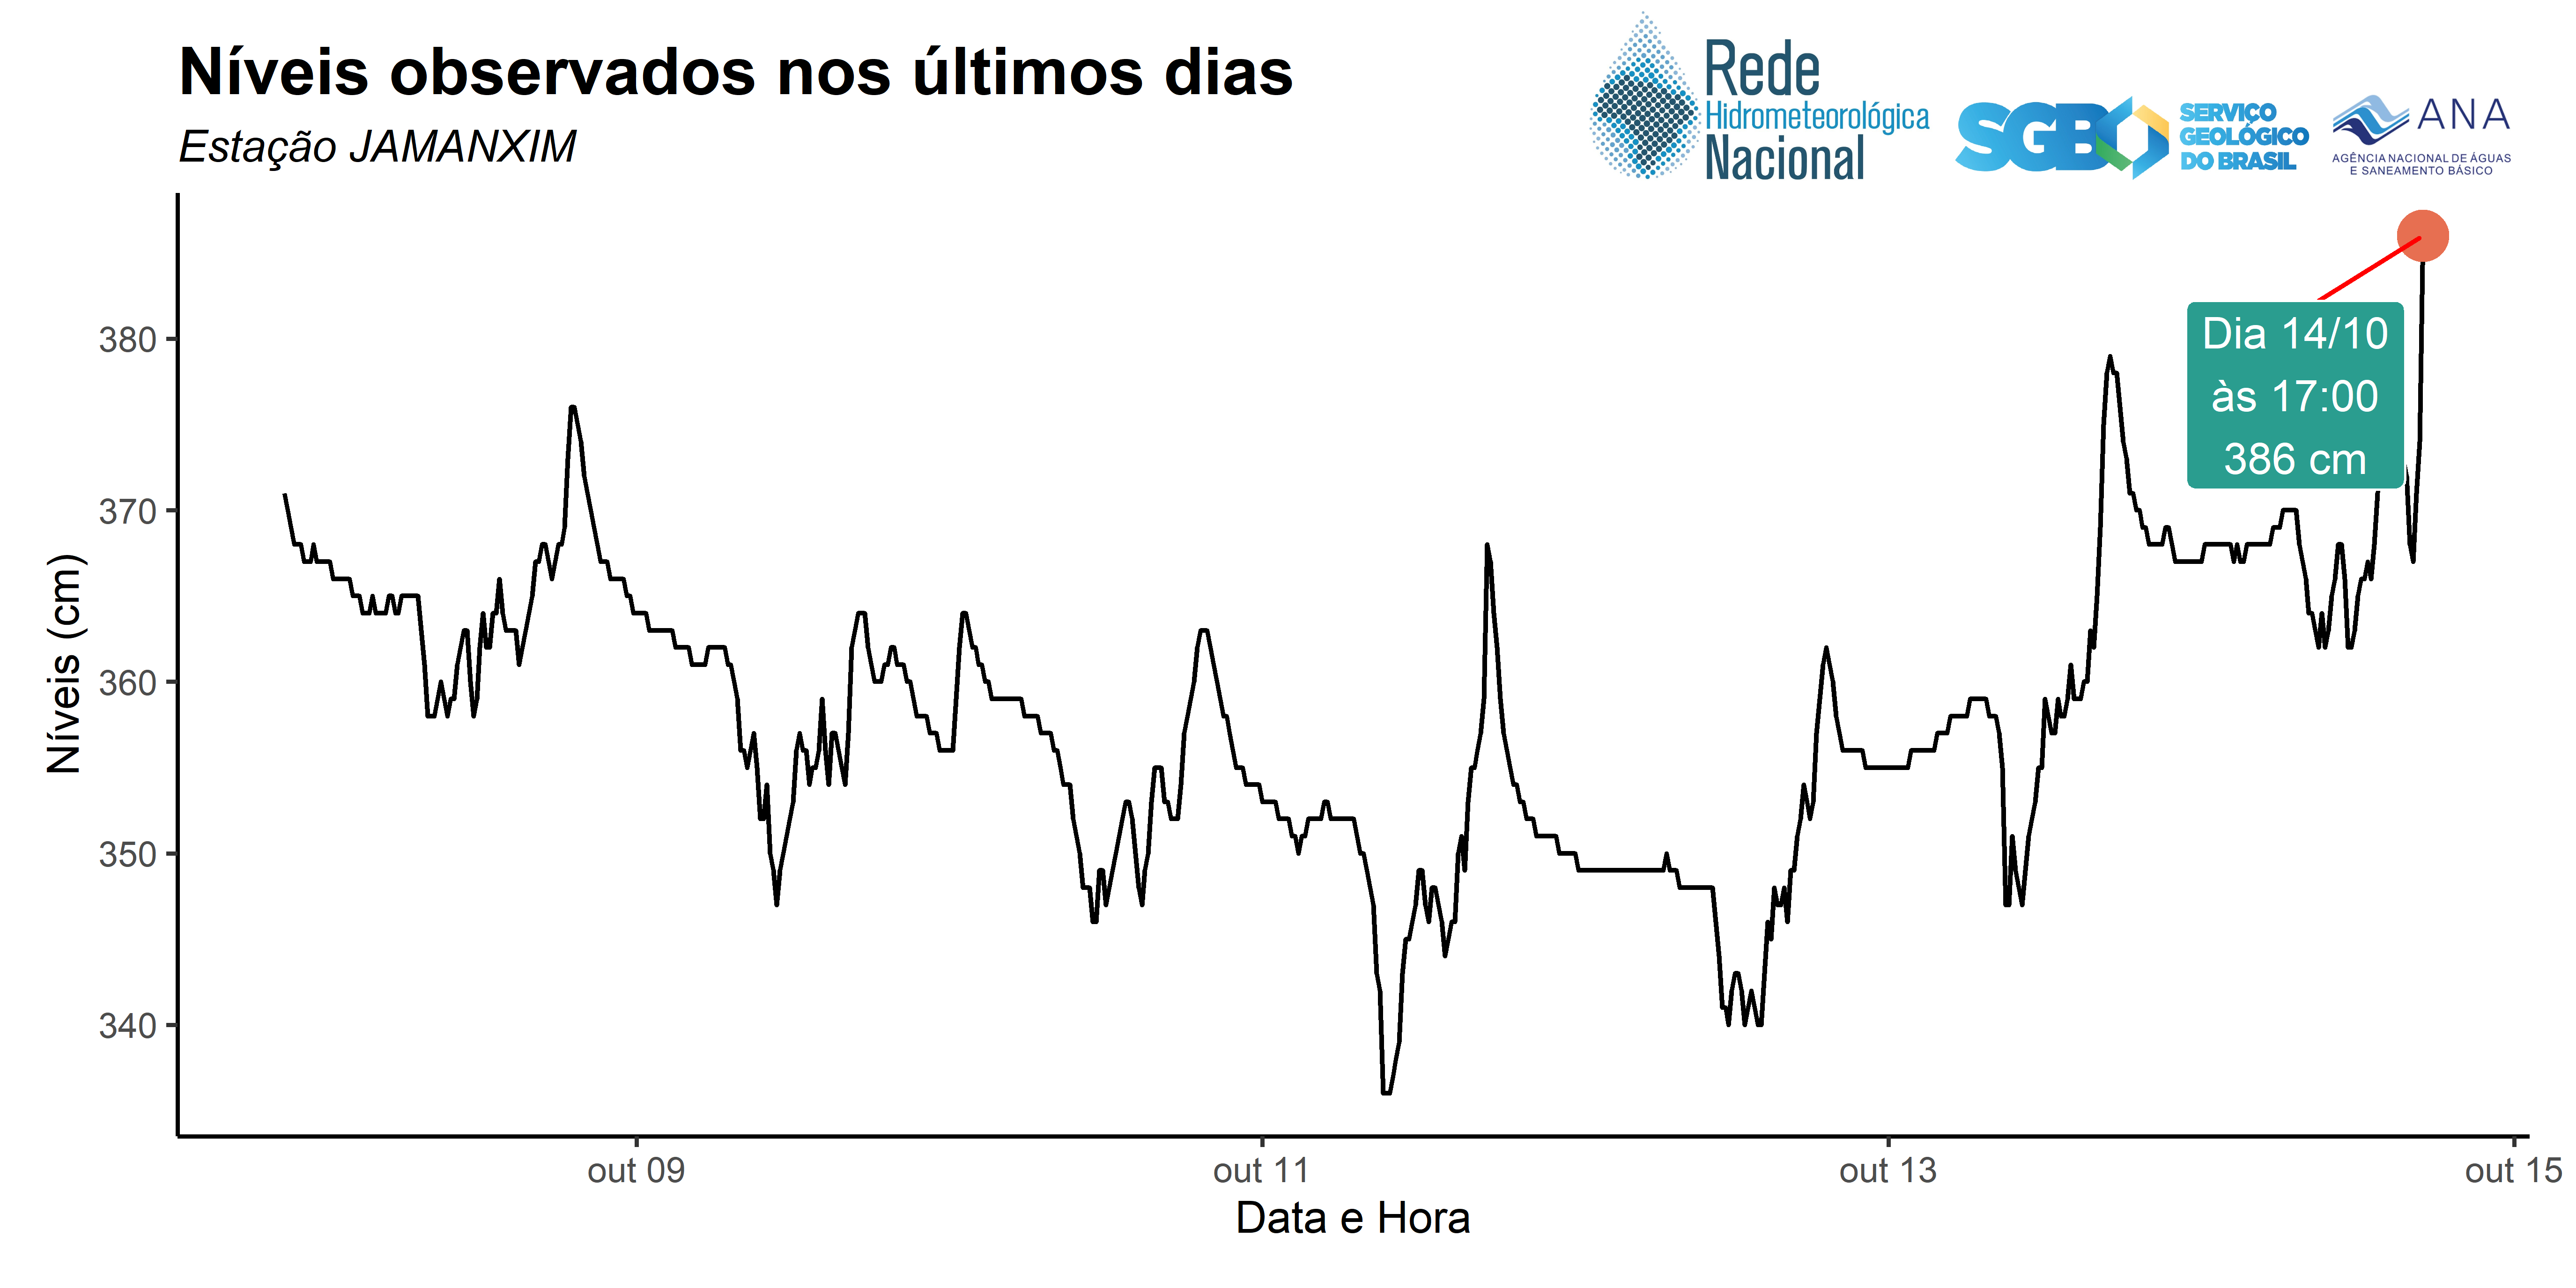 Níveis observados nos últimos dias
Estação JAMANXIM
Rede
Hidrometeorológica
Nacional
SGB
SERVIÇO
GEOLÓGICO
DO BRASIL
ANA
AGÊNCIA NACIONAL DE ÁGUAS
E SANEAMENTO BÁSICO
Dia 14/10
às 17:00
386 cm
Níveis (cm)
380
370
360
350
340
out 09
out 11
out 13
out 15
Data e Hora